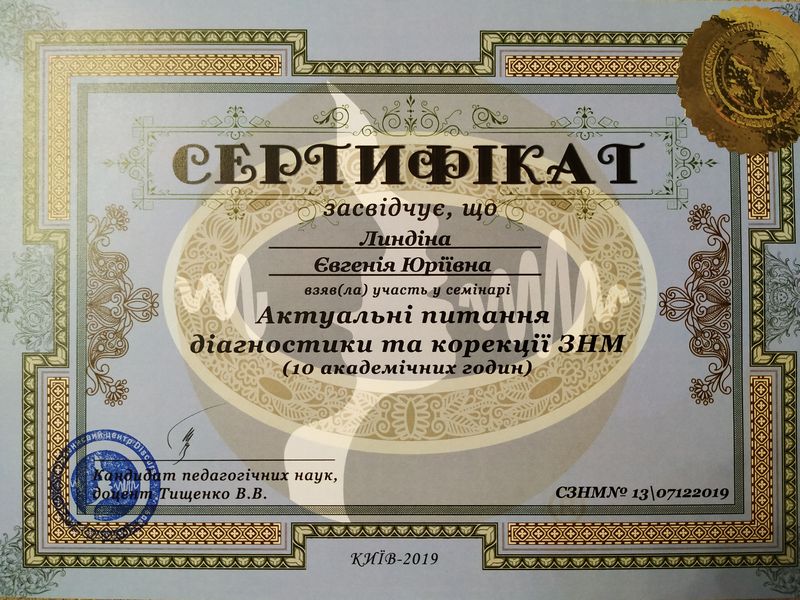 СЕРТИФІКАТ
засвідчує, що
Линдіна
Євгенія Юріївна
взяв(ла) участь у семінарі
Актуальні питання
діагностики та корекції ЗНМ
(10 академічних годин)
Кандидат педагогічних наук,
доцент Тищенко В.В.
СЗНМ№ 13\07122019
КИЇВ-2019